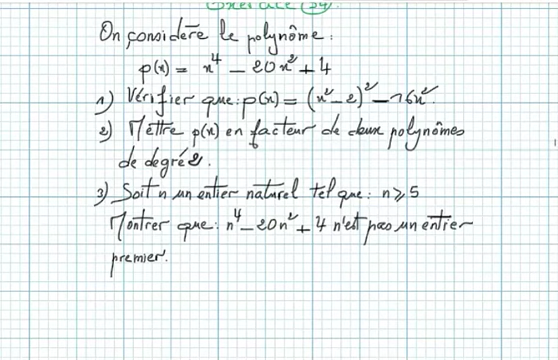 Exercice 34
On considère le polynôme :
p(x) = x⁴ - 20x² + 4
1) Vérifier que : p(x) = (x² - 2)² - 16x².
2) Mettre p(x) en facteur de deux polynômes
de degré 2.
3) Soit n un entier naturel tel que : n ⩾ 5
Montrer que : n⁴ - 20n² + 4 n'est pas un entier
premier.